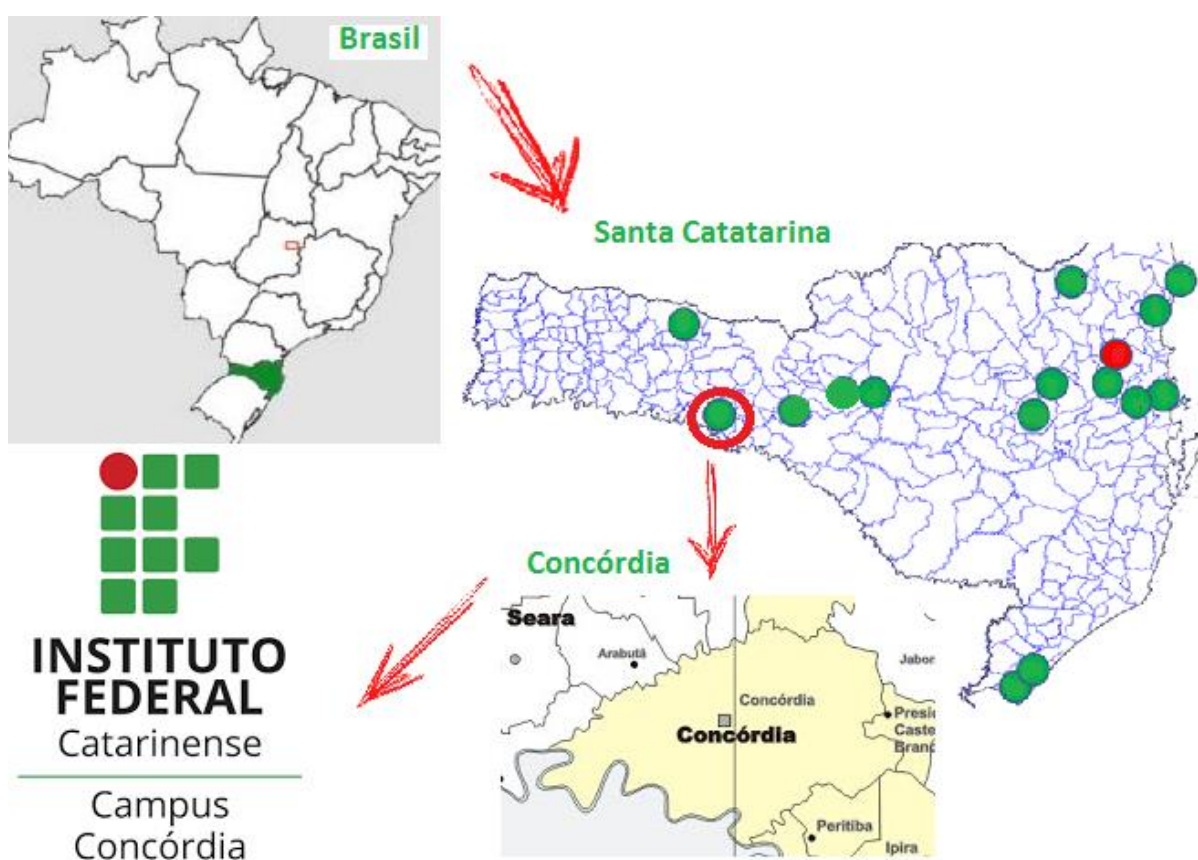 Brasil
Santa Catatarina
Concórdia
Seara
Arabutã
Jabor
Concórdia
Concórdia
Presi
Caste
Branc
Peritiba
Ipira
INSTITUTO
FEDERAL
Catarinense
Campus
Concórdia